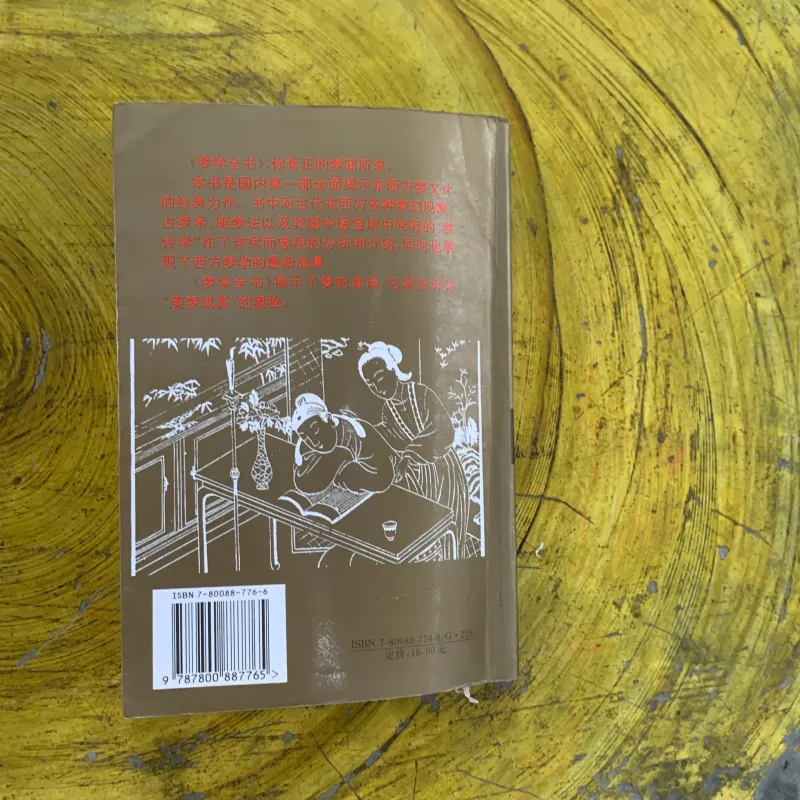 《梦学全书》,你真正的梦寐所求。
本书是国内第一部全面揭示东西方梦文化
的经典力作。书中对古代东西方各种梦幻现象、
占梦术、驱梦法以及我国中医宝库中特有的“梦
诊学”作了详尽而客观的分析和介绍,同时也展
现了西方梦学的最新成果。
《梦学全书》揭示了梦的真谛,它将告诉你
“美梦成真”的奥秘。
ISBN 7-80088-776-6
9 787800 887765>
ISBN 7-80088-776-6/G·255
定价:18.00元